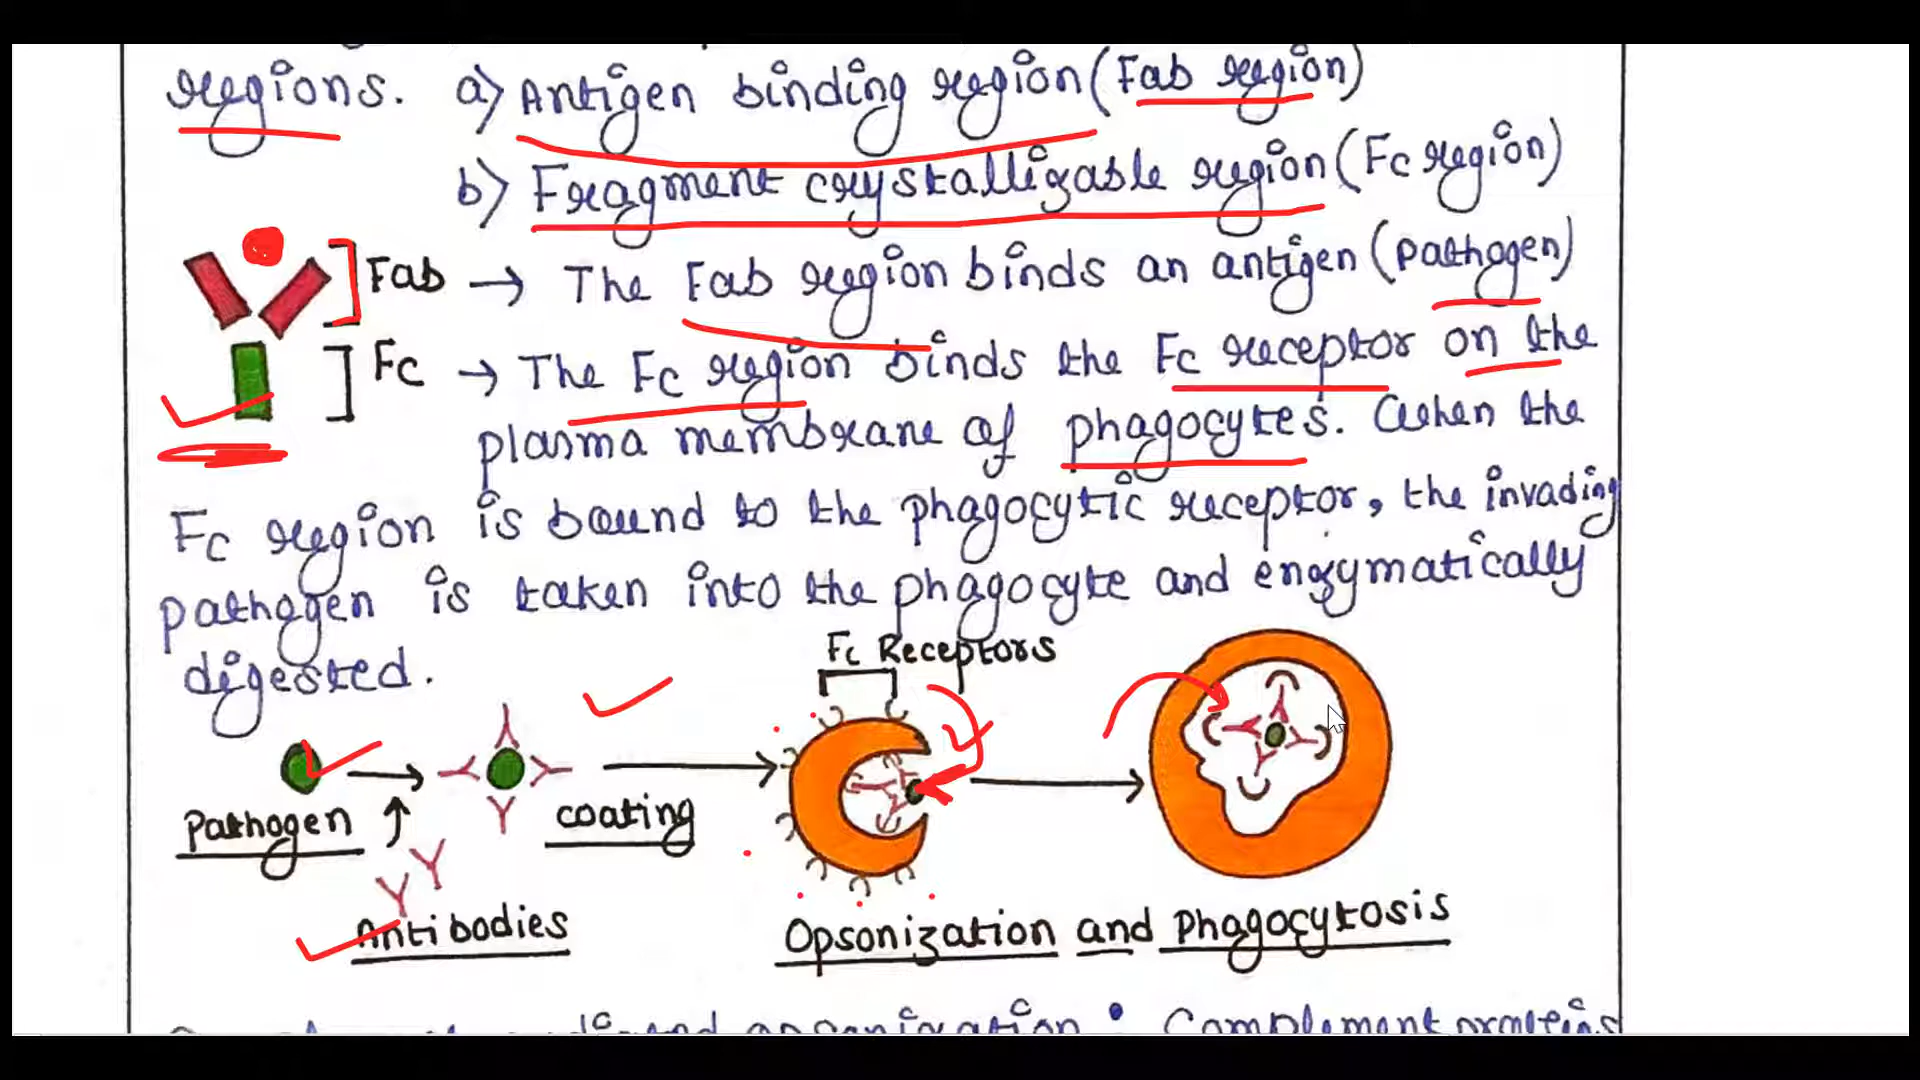 regions. a) Antigen binding region (Fab region)
b) Fragment crystallizable region (Fc region)
Fab → The Fab region binds an antigen (pathogen)
Fc → The Fc region binds the Fc receptor on the
plasma membrane of phagocytes. When the
Fc region is bound to the phagocytic receptor, the invading
pathogen is taken into the phagocyte and enzymatically
digested.
Fc Receptors
Pathogen
coating
Antibodies
Opsonization and Phagocytosis
opsonization : Complement proteins